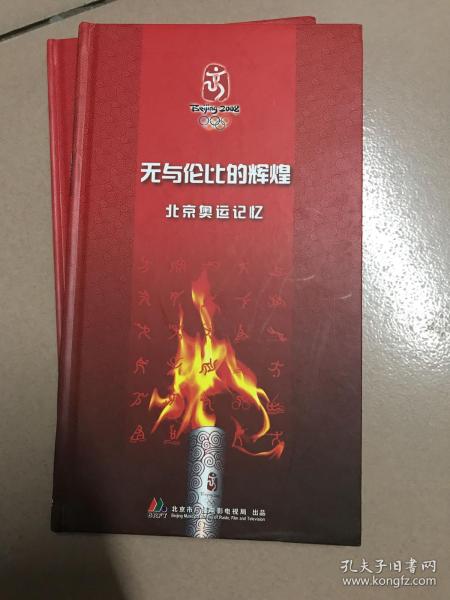 Beijing 2008
无与伦比的辉煌
北京奥运记忆
BRFT
北京市广播电影电视局 出品
Beijing Municipal Bureau of Radio, Film and Television
孔夫子旧书网
www.kongfz.com